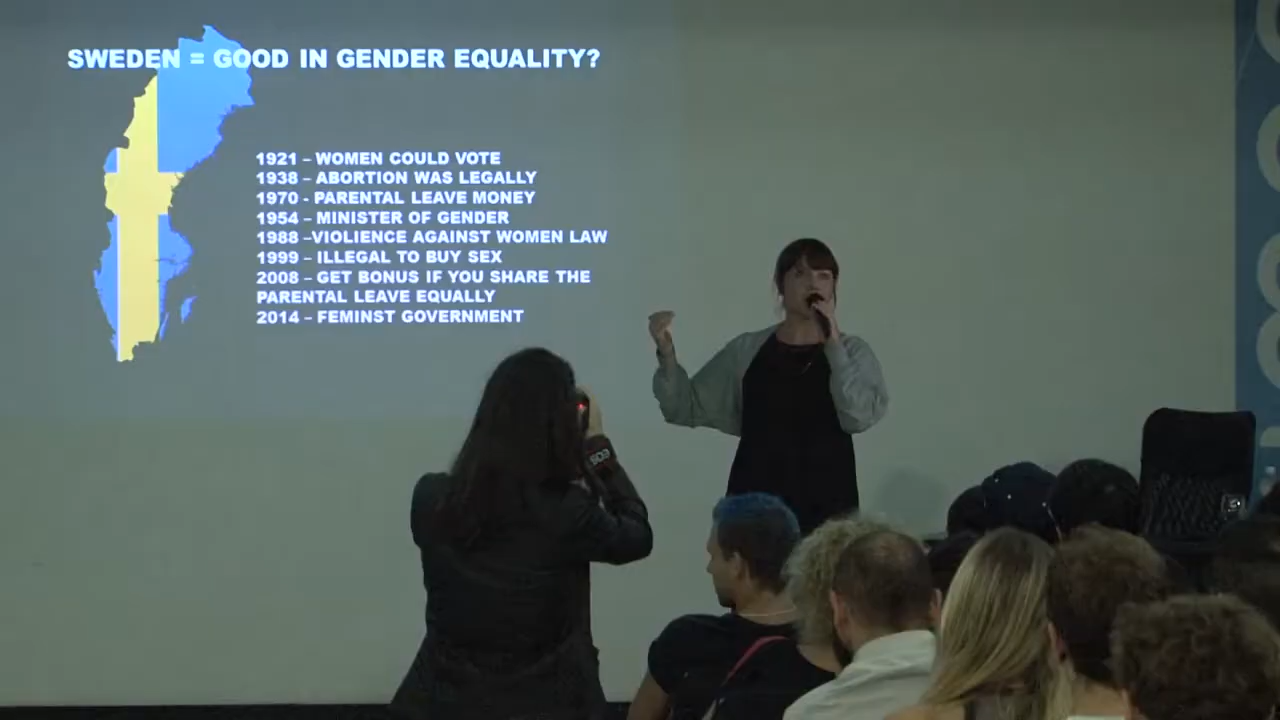 SWEDEN = GOOD IN GENDER EQUALITY?
1921 – WOMEN COULD VOTE
1938 – ABORTION WAS LEGALLY
1970 - PARENTAL LEAVE MONEY
1954 – MINISTER OF GENDER
1988 –VIOLIENCE AGAINST WOMEN LAW
1999 – ILLEGAL TO BUY SEX
2008 – GET BONUS IF YOU SHARE THE
PARENTAL LEAVE EQUALLY
2014 – FEMINST GOVERNMENT
EOS